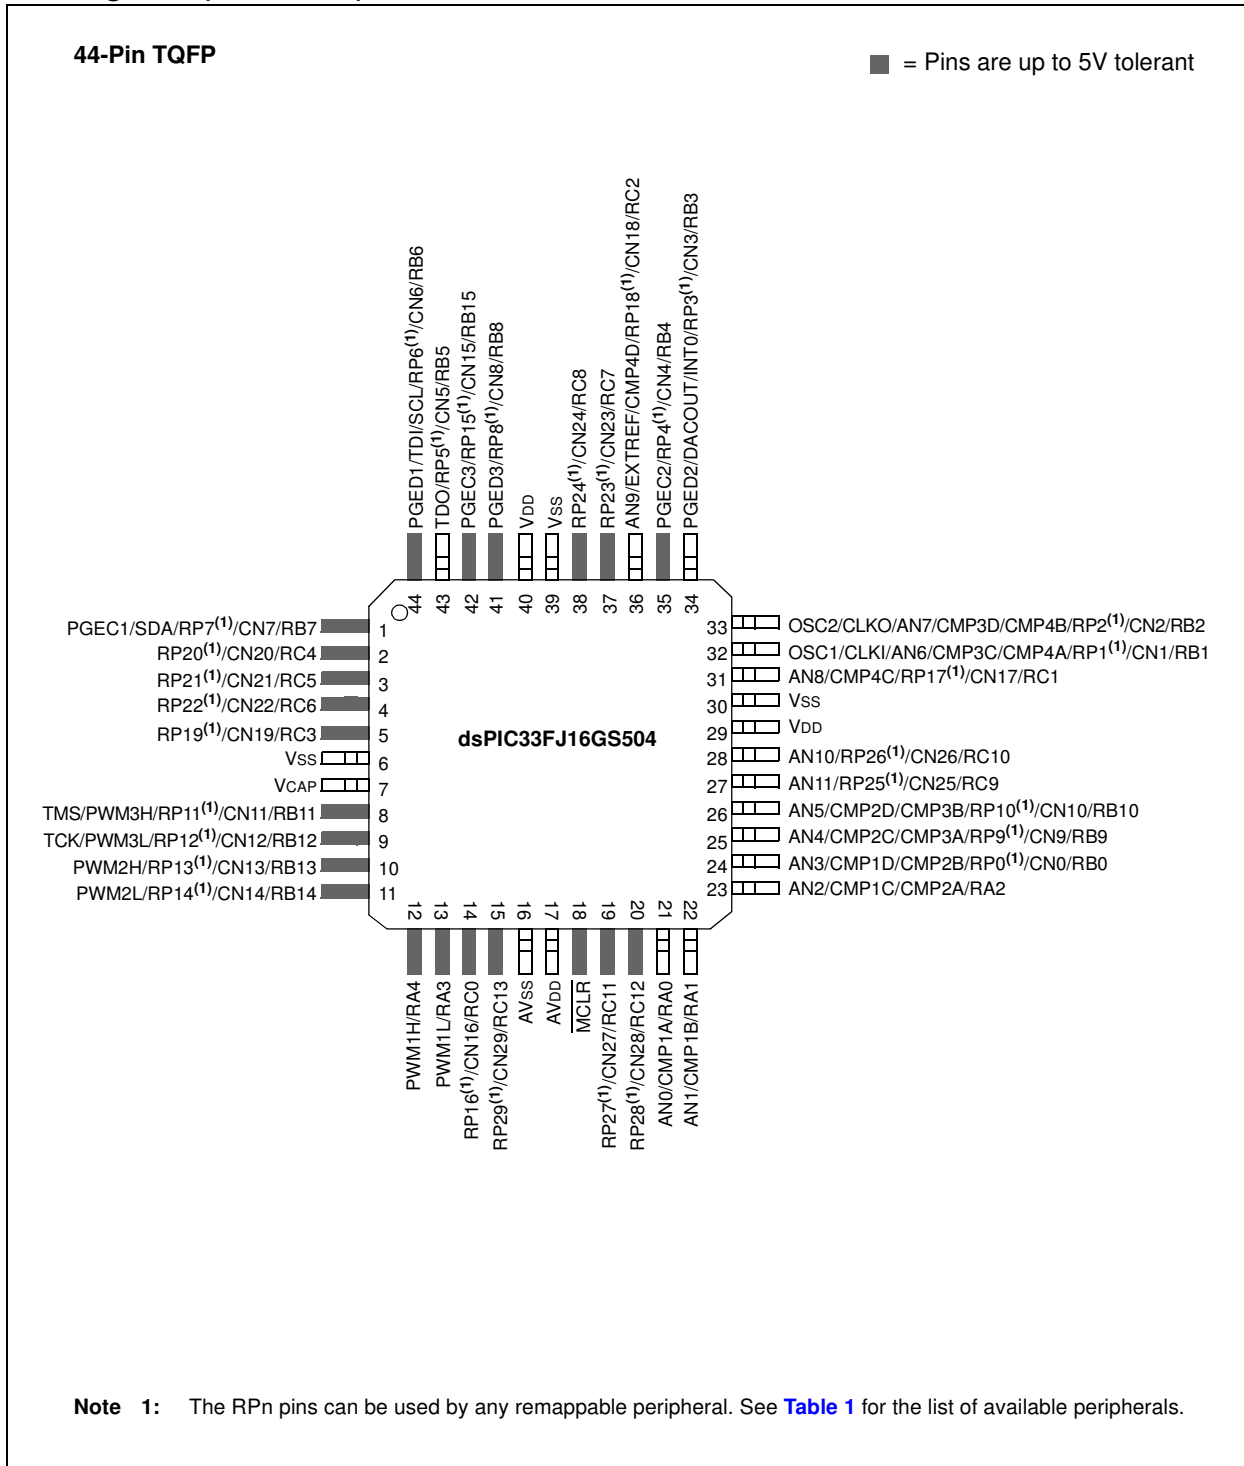 44-Pin TQFP
= Pins are up to 5V tolerant
PGED1/TDI/SCL/RP6(1)/CN6/RB6
TDO/RP5(1)/CN5/RB5
PGEC3/RP15(1)/CN15/RB15
PGED3/RP8(1)/CN8/RB8
VDD
VSS
RP24(1)/CN24/RC8
RP23(1)/CN23/RC7
AN9/EXTREF/CMP4D/RP18(1)/CN18/RC2
PGEC2/RP4(1)/CN4/RB4
PGED2/DACOUT/INT0/RP3(1)/CN3/RB3
44
43
42
41
40
39
38
37
36
35
34
PGEC1/SDA/RP7(1)/CN7/RB7 1
RP20(1)/CN20/RC4 2
RP21(1)/CN21/RC5 3
RP22(1)/CN22/RC6 4
RP19(1)/CN19/RC3 5
VSS 6
VCAP 7
TMS/PWM3H/RP11(1)/CN11/RB11 8
TCK/PWM3L/RP12(1)/CN12/RB12 9
PWM2H/RP13(1)/CN13/RB13 10
PWM2L/RP14(1)/CN14/RB14 11
dsPIC33FJ16GS504
33 OSC2/CLKO/AN7/CMP3D/CMP4B/RP2(1)/CN2/RB2
32 OSC1/CLKI/AN6/CMP3C/CMP4A/RP1(1)/CN1/RB1
31 AN8/CMP4C/RP17(1)/CN17/RC1
30 VSS
29 VDD
28 AN10/RP26(1)/CN26/RC10
27 AN11/RP25(1)/CN25/RC9
26 AN5/CMP2D/CMP3B/RP10(1)/CN10/RB10
25 AN4/CMP2C/CMP3A/RP9(1)/CN9/RB9
24 AN3/CMP1D/CMP2B/RP0(1)/CN0/RB0
23 AN2/CMP1C/CMP2A/RA2
12
13
14
15
16
17
18
19
20
21
22
PWM1H/RA4
PWM1L/RA3
RP16(1)/CN16/RC0
RP29(1)/CN29/RC13
AVSS
AVDD
MCLR
RP27(1)/CN27/RC11
RP28(1)/CN28/RC12
AN0/CMP1A/RA0
AN1/CMP1B/RA1
Note 1: The RPn pins can be used by any remappable peripheral. See Table 1 for the list of available peripherals.